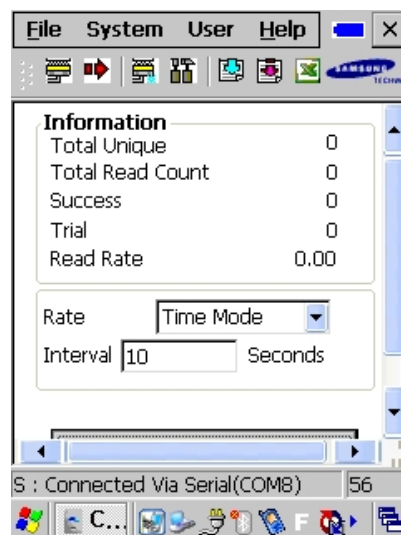 File System User Help
SAMSUNG
TECHWIN
Information
Total Unique 0
Total Read Count 0
Success 0
Trial 0
Read Rate 0.00
Rate Time Mode
Interval 10 Seconds
S : Connected Via Serial(COM8) 56
C... F